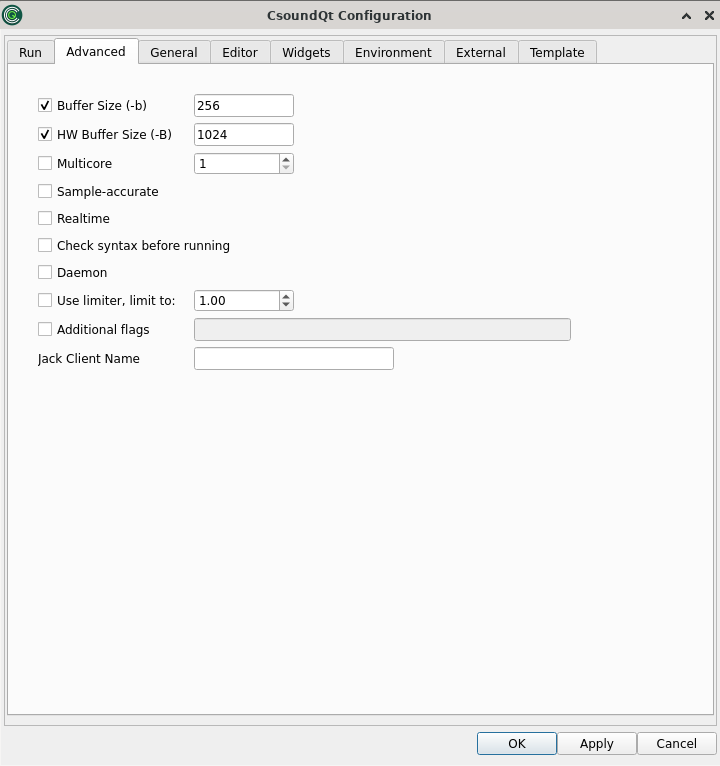 CsoundQt Configuration
Run Advanced General Editor Widgets Environment External Template
Buffer Size (-b) 256
HW Buffer Size (-B) 1024
Multicore 1
Sample-accurate
Realtime
Check syntax before running
Daemon
Use limiter, limit to: 1.00
Additional flags
Jack Client Name
OK Apply Cancel